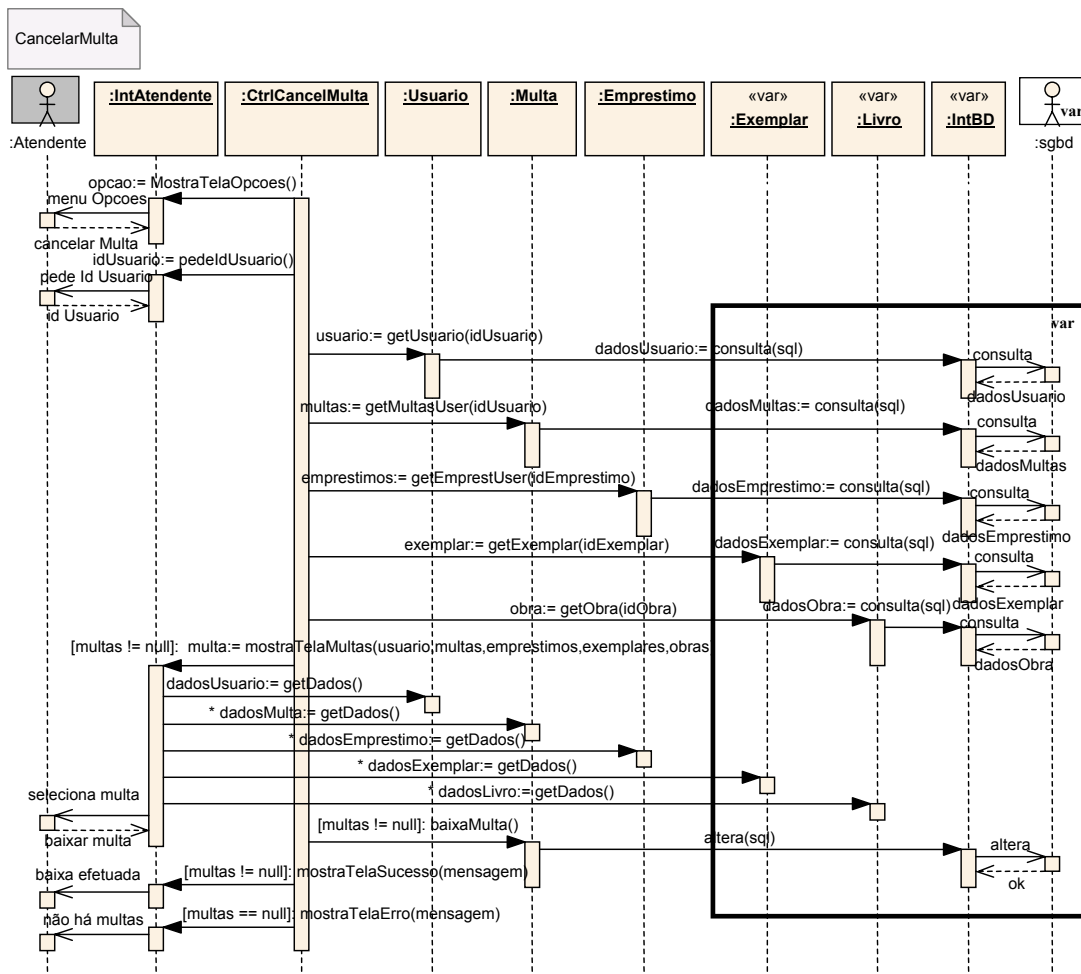 CancelarMulta
:Atendente
:IntAtendente
:CtrlCancelMulta
:Usuario
:Multa
:Emprestimo
«var»
:Exemplar
«var»
:Livro
«var»
:IntBD
var
:sgbd
opcao:= MostraTelaOpcoes()
menu Opcoes
cancelar Multa
idUsuario:= pedeIdUsuario()
pede Id Usuario
id Usuario
var
usuario:= getUsuario(idUsuario)
dadosUsuario:= consulta(sql)
consulta
dadosUsuario
multas:= getMultasUser(idUsuario)
dadosMultas:= consulta(sql)
consulta
dadosMultas
emprestimos:= getEmprestUser(idEmprestimo)
dadosEmprestimo:= consulta(sql)
consulta
dadosEmprestimo
exemplar:= getExemplar(idExemplar)
dadosExemplar:= consulta(sql)
consulta
dadosExemplar
obra:= getObra(idObra)
dadosObra:= consulta(sql)
consulta
dadosObra
[multas != null]: multa:= mostraTelaMultas(usuario,multas,emprestimos,exemplares,obras)
dadosUsuario:= getDados()
* dadosMulta:= getDados()
* dadosEmprestimo:= getDados()
* dadosExemplar:= getDados()
* dadosLivro:= getDados()
seleciona multa
baixar multa
[multas != null]: baixaMulta()
altera(sql)
altera
ok
[multas != null]: mostraTelaSucesso(mensagem)
baixa efetuada
[multas == null]: mostraTelaErro(mensagem)
não há multas